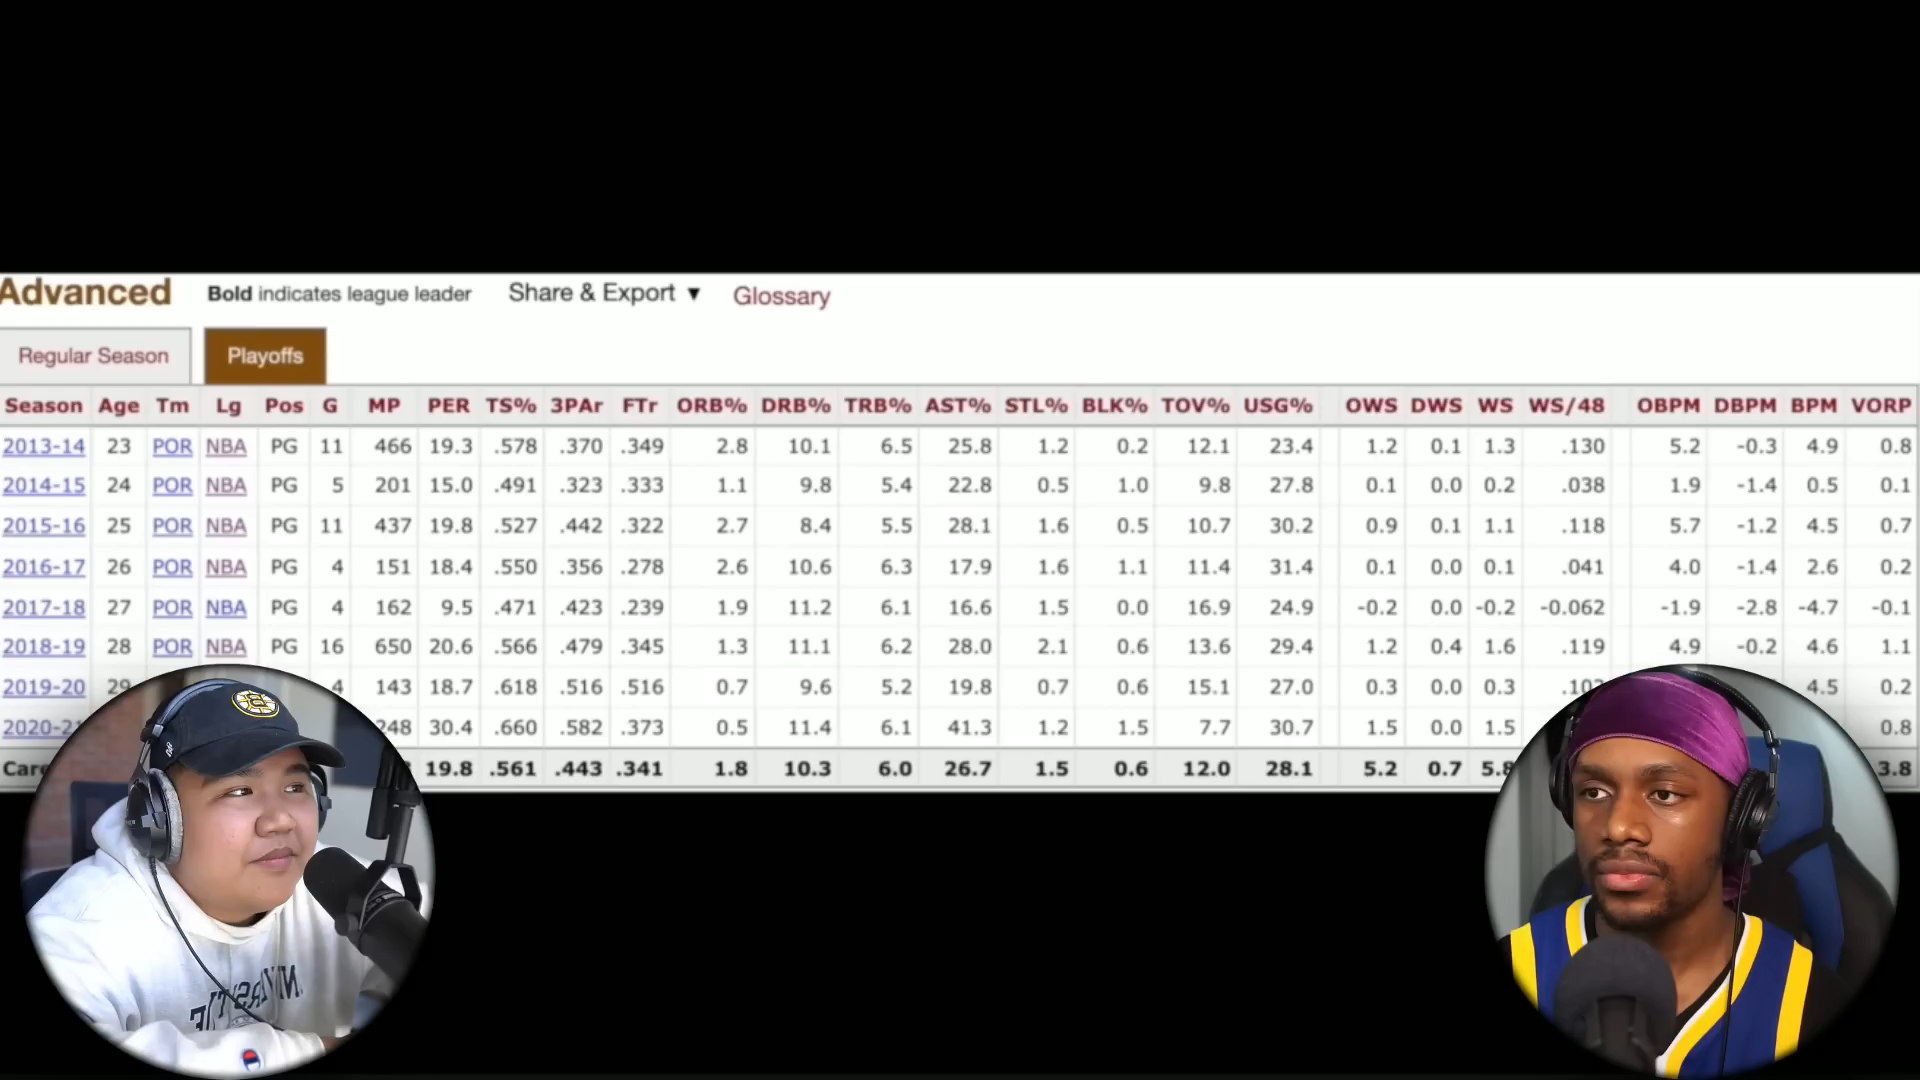 Advanced Bold indicates league leader Share & Export ▼ Glossary
Regular Season Playoffs
Season Age Tm Lg Pos G MP PER TS% 3PAr FTr ORB% DRB% TRB% AST% STL% BLK% TOV% USG% OWS DWS WS WS/48 OBPM DBPM BPM VORP
2013-14 23 POR NBA PG 11 466 19.3 .578 .370 .349 2.8 10.1 6.5 25.8 1.2 0.2 12.1 23.4 1.2 0.1 1.3 .130 5.2 -0.3 4.9 0.8
2014-15 24 POR NBA PG 5 201 15.0 .491 .323 .333 1.1 9.8 5.4 22.8 0.5 1.0 9.8 27.8 0.1 0.0 0.2 .038 1.9 -1.4 0.5 0.1
2015-16 25 POR NBA PG 11 437 19.8 .527 .442 .322 2.7 8.4 5.5 28.1 1.6 0.5 10.7 30.2 0.9 0.1 1.1 .118 5.7 -1.2 4.5 0.7
2016-17 26 POR NBA PG 4 151 18.4 .550 .356 .278 2.6 10.6 6.3 17.9 1.6 1.1 11.4 31.4 0.1 0.0 0.1 .041 4.0 -1.4 2.6 0.2
2017-18 27 POR NBA PG 4 162 9.5 .471 .423 .239 1.9 11.2 6.1 16.6 1.5 0.0 16.9 24.9 -0.2 0.0 -0.2 -0.062 -1.9 -2.8 -4.7 -0.1
2018-19 28 POR NBA PG 16 650 20.6 .566 .479 .345 1.3 11.1 6.2 28.0 2.1 0.6 13.6 29.4 1.2 0.4 1.6 .119 4.9 -0.2 4.6 1.1
2019-20 29 4 143 18.7 .618 .516 .516 0.7 9.6 5.2 19.8 0.7 0.6 15.1 27.0 0.3 0.0 0.3 4.5 0.2
2020-2 248 30.4 .660 .582 .373 0.5 11.4 6.1 41.3 1.2 1.5 7.7 30.7 1.5 0.0 1.5 0.8
Care 19.8 .561 .443 .341 1.8 10.3 6.0 26.7 1.5 0.6 12.0 28.1 5.2 0.7 5.8 3.8